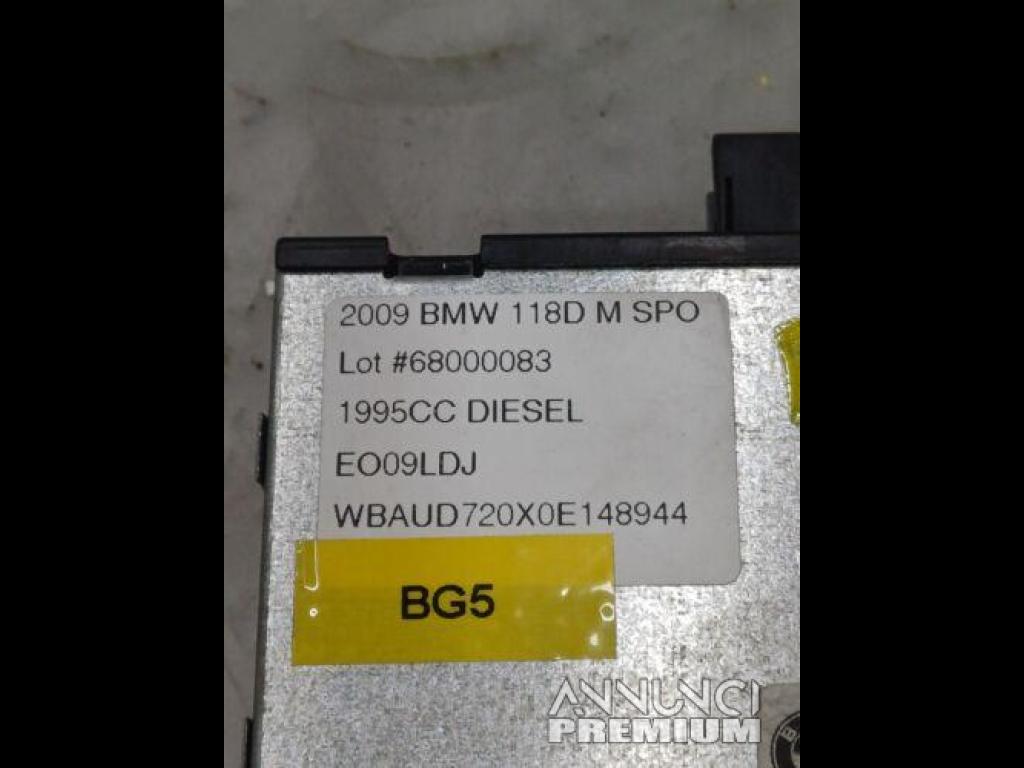 2009 BMW 118D M SPO
Lot #68000083
1995CC DIESEL
EO09LDJ
WBAUD720X0E148944
BG5
ANNUNCI
PREMIUM
B